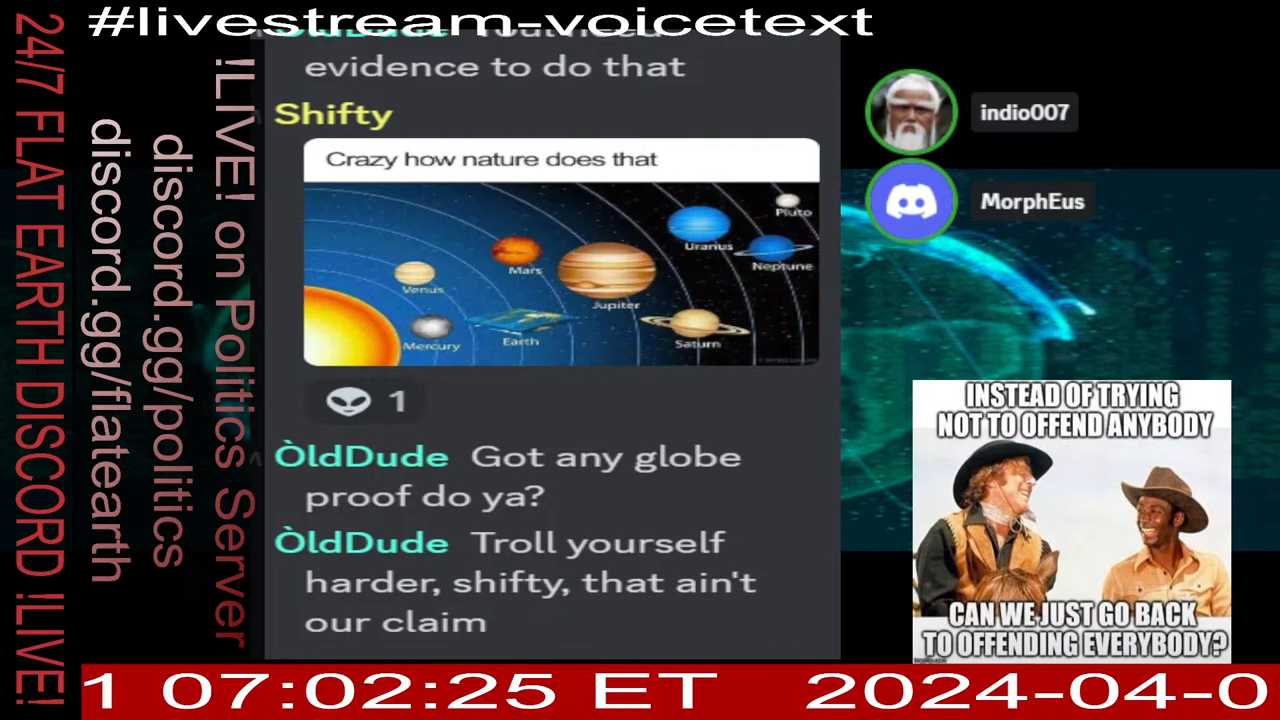 #livestream-voicetext
24/7 FLAT EARTH DISCORD !LIVE!
discord.gg/flatearth
discord.gg/politics
!LIVE! on Politics Server
ÒldDude
evidence to do that
Shifty
Crazy how nature does that
Pluto
Uranus
Neptune
Mars
Venus
Jupiter
Mercury
Earth
Saturn
1
ÒldDude Got any globe
proof do ya?
ÒldDude Troll yourself
harder, shifty, that ain't
our claim
indio007
MorphEus
INSTEAD OF TRYING
NOT TO OFFEND ANYBODY
CAN WE JUST GO BACK
TO OFFENDING EVERYBODY?
1 07:02:25 ET 2024-04-0